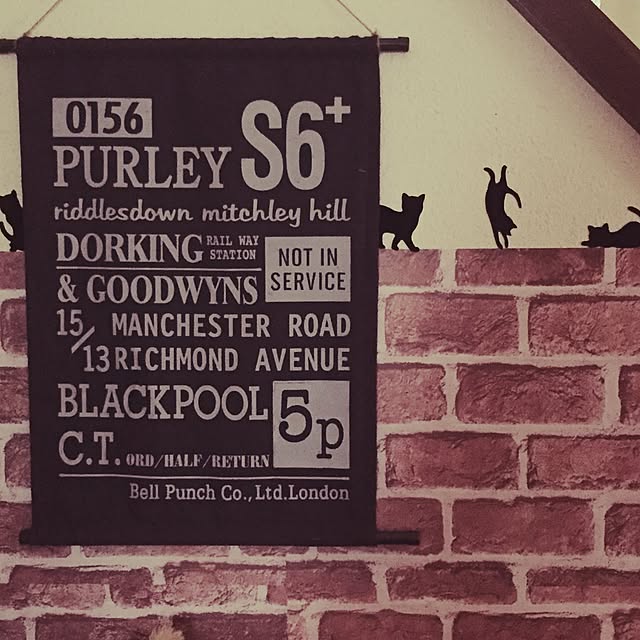 0156 S6+
PURLEY
riddlesdown mitchley hill
DORKING RAIL WAY STATION
NOT IN SERVICE
& GOODWYNS
15/13 MANCHESTER ROAD
RICHMOND AVENUE
BLACKPOOL
5p
C.T. ORD/HALF/RETURN
Bell Punch Co.,Ltd.London